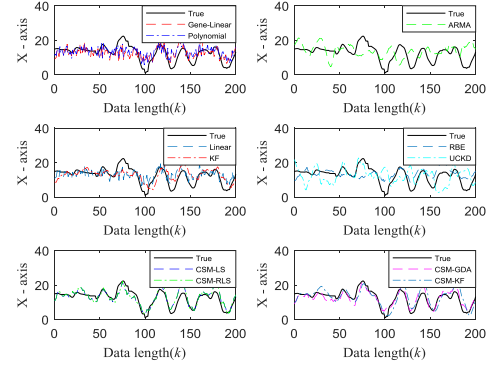 40
20
0
0 50 100 150 200
X - axis
Data length(k)
True
Gene-Linear
Polynomial
40
20
0
0 50 100 150 200
X - axis
Data length(k)
True
ARMA
40
20
0
0 50 100 150 200
X - axis
Data length(k)
True
Linear
KF
40
20
0
0 50 100 150 200
X - axis
Data length(k)
True
RBE
UCKD
40
20
0
0 50 100 150 200
X - axis
Data length(k)
True
CSM-LS
CSM-RLS
40
20
0
0 50 100 150 200
X - axis
Data length(k)
True
CSM-GDA
CSM-KF